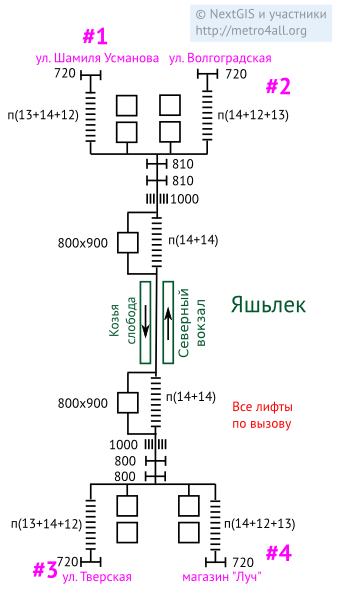 © NextGIS и участники
http://metro4all.org
#1
ул. Шамиля Усманова
ул. Волгоградская
720
720
#2
п(13+14+12)
п(14+12+13)
810
810
1000
п(14+14)
800x900
Козья
слобода
Северный
вокзал
Яшьлек
п(14+14)
800x900
Все лифты
по вызову
1000
800
800
п(13+14+12)
п(14+12+13)
720
720
#3
#4
ул. Тверская
магазин "Луч"